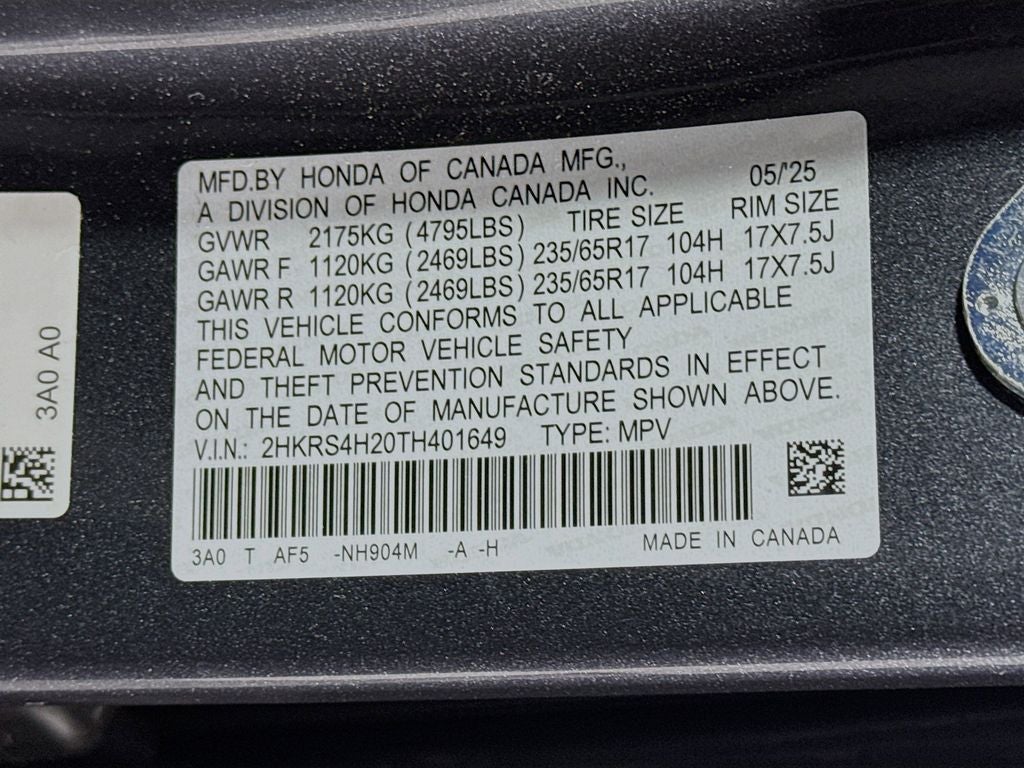 MFD.BY HONDA OF CANADA MFG.,
A DIVISION OF HONDA CANADA INC. 05/'25
GVWR 2175KG (4795LBS) TIRE SIZE RIM SIZE
GAWR F 1120KG (2469LBS) 235/65R17 104H 17X7.5J
GAWR R 1120KG (2469LBS) 235/65R17 104H 17X7.5J
THIS VEHICLE CONFORMS TO ALL APPLICABLE
FEDERAL MOTOR VEHICLE SAFETY
AND THEFT PREVENTION STANDARDS IN EFFECT
ON THE DATE OF MANUFACTURE SHOWN ABOVE.
V.I.N.: 2HKRS4H20TH401649 TYPE: MPV
3A0 T AF5 -NH904M -A -H MADE IN CANADA
3A0 A0